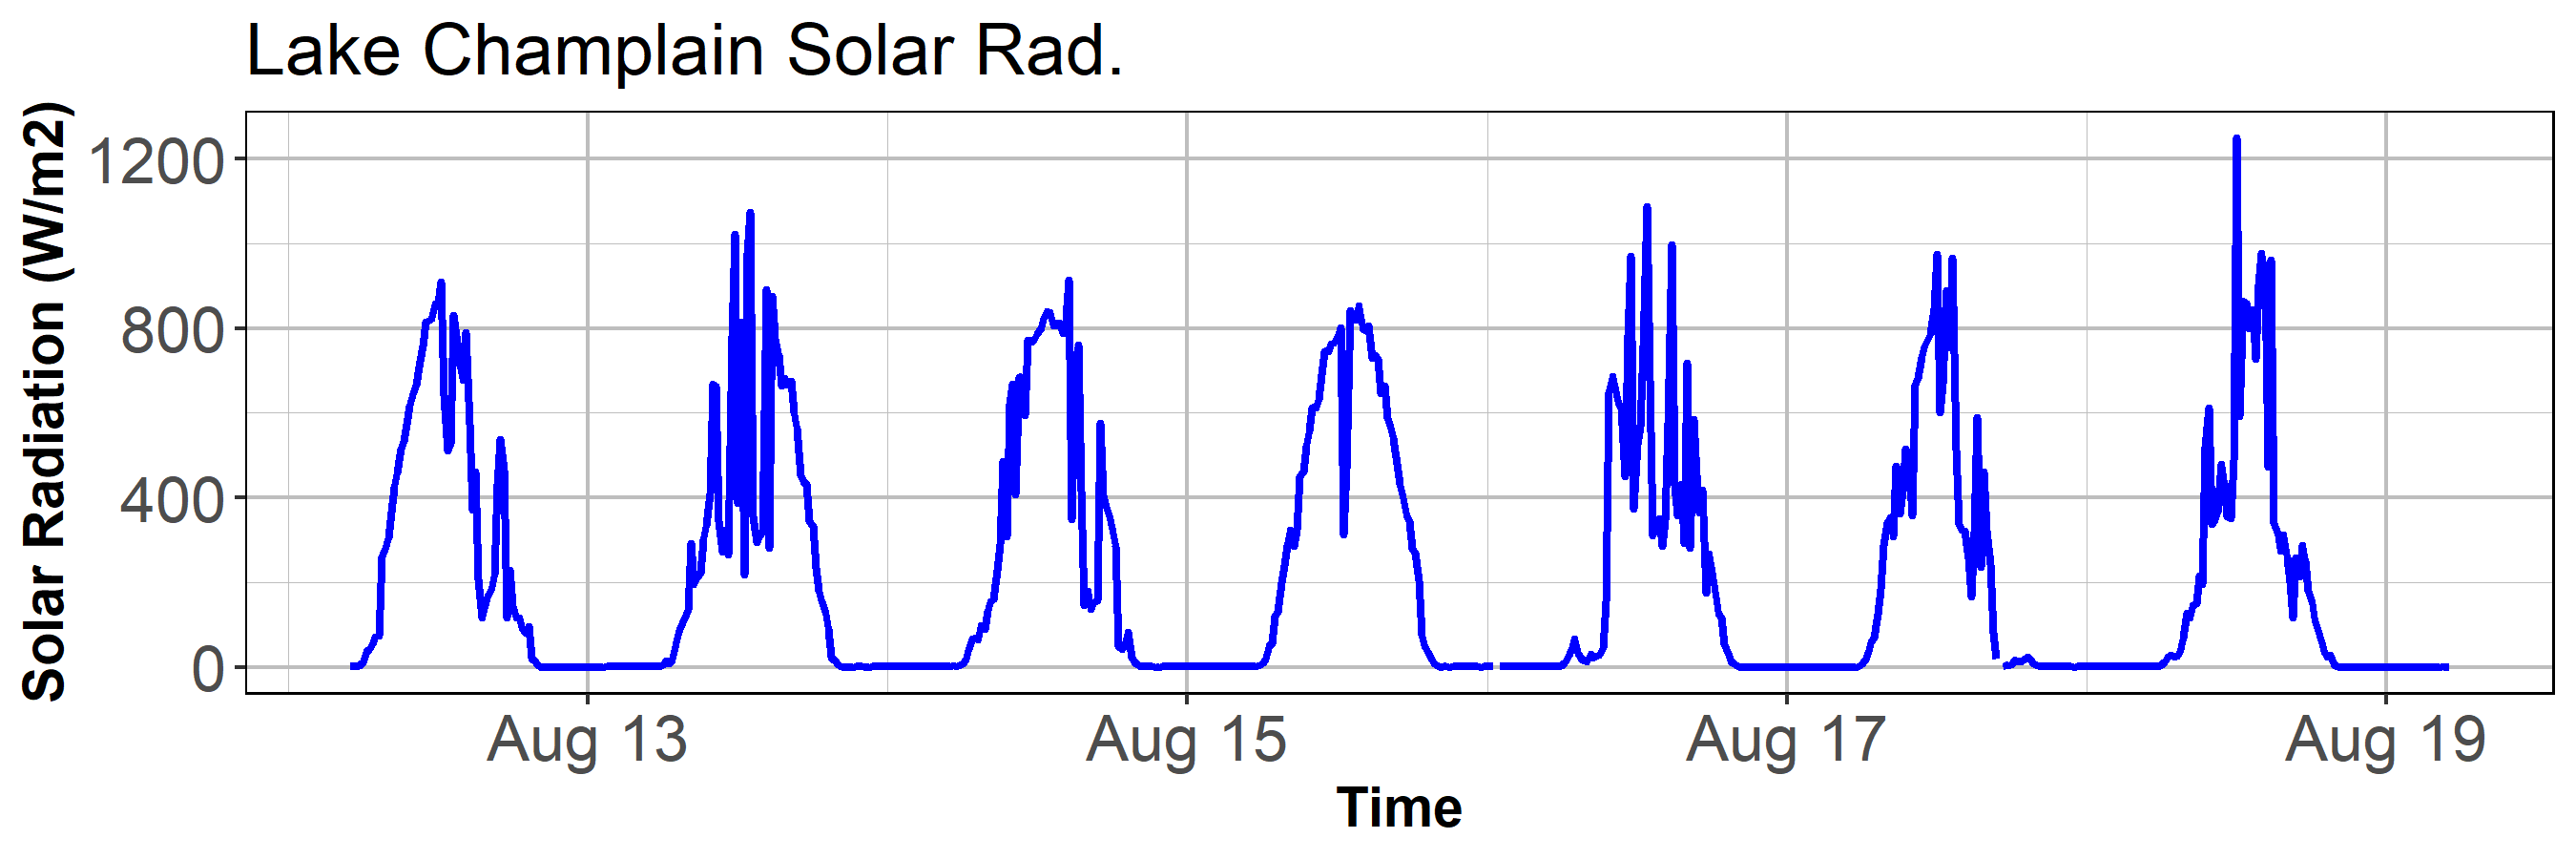 Lake Champlain Solar Rad.
Solar Radiation (W/m2)
1200
800
400
0
Aug 13 Aug 15 Aug 17 Aug 19
Time